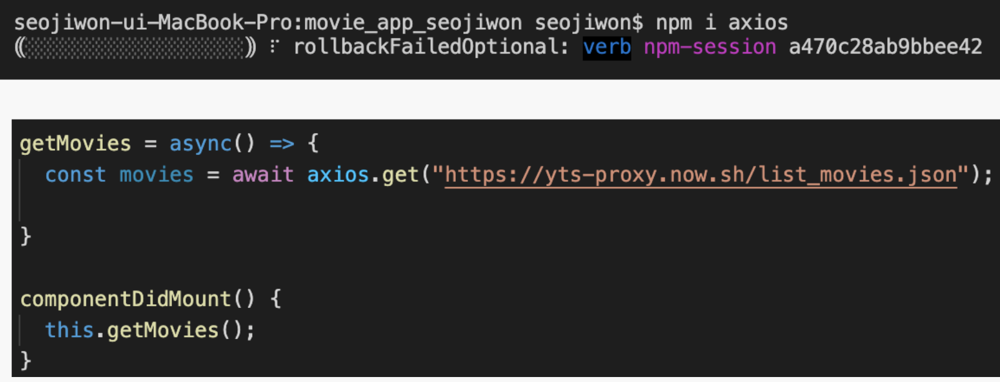 seojiwon-ui-MacBook-Pro:movie_app_seojiwon seojiwon$ npm i axios
(░░░░░░░░░░░░░░░░░░) ⠏ rollbackFailedOptional: verb npm-session a470c28ab9bbee42
getMovies = async() => {
  const movies = await axios.get("https://yts-proxy.now.sh/list_movies.json");
}
componentDidMount() {
  this.getMovies();
}